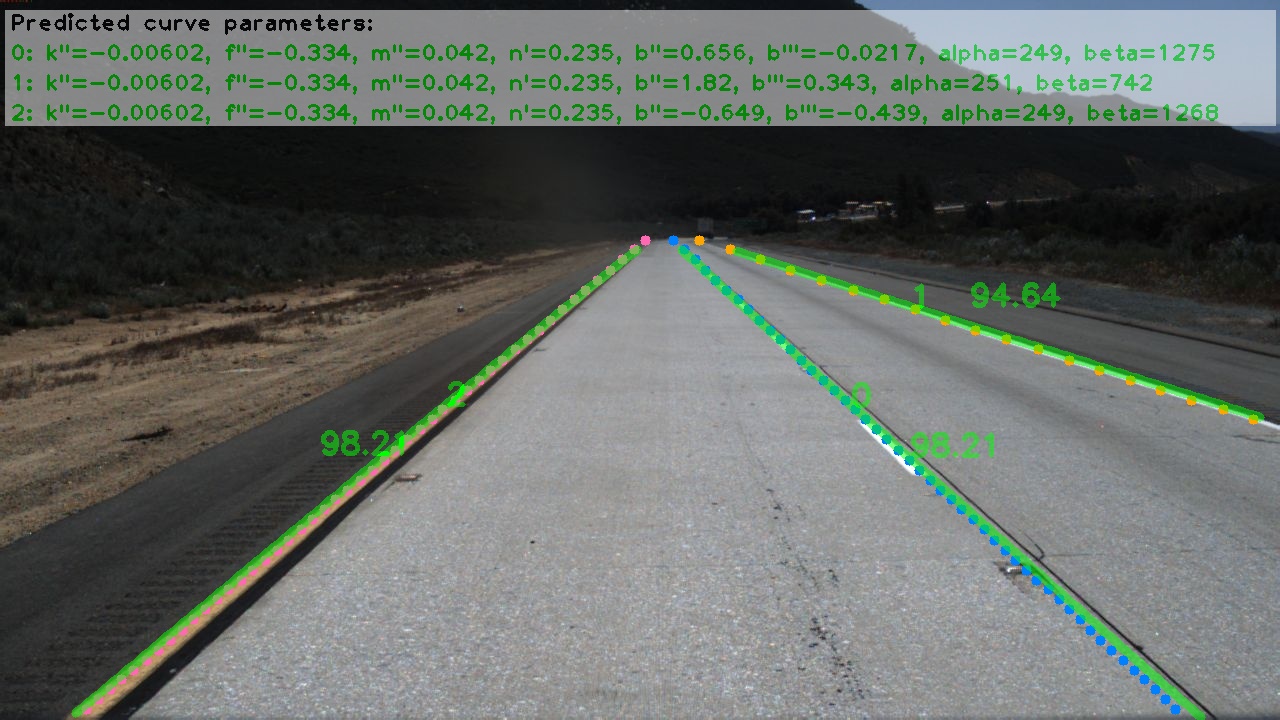 Predicted curve parameters:
0: k''=-0.00602, f''=-0.334, m''=0.042, n'=0.235, b''=0.656, b'''=-0.0217, alpha=249, beta=1275
1: k''=-0.00602, f''=-0.334, m''=0.042, n'=0.235, b''=1.82, b'''=0.343, alpha=251, beta=742
2: k''=-0.00602, f''=-0.334, m''=0.042, n'=0.235, b''=-0.649, b'''=-0.439, alpha=249, beta=1268
1 94.64
2 0
98.21 98.21